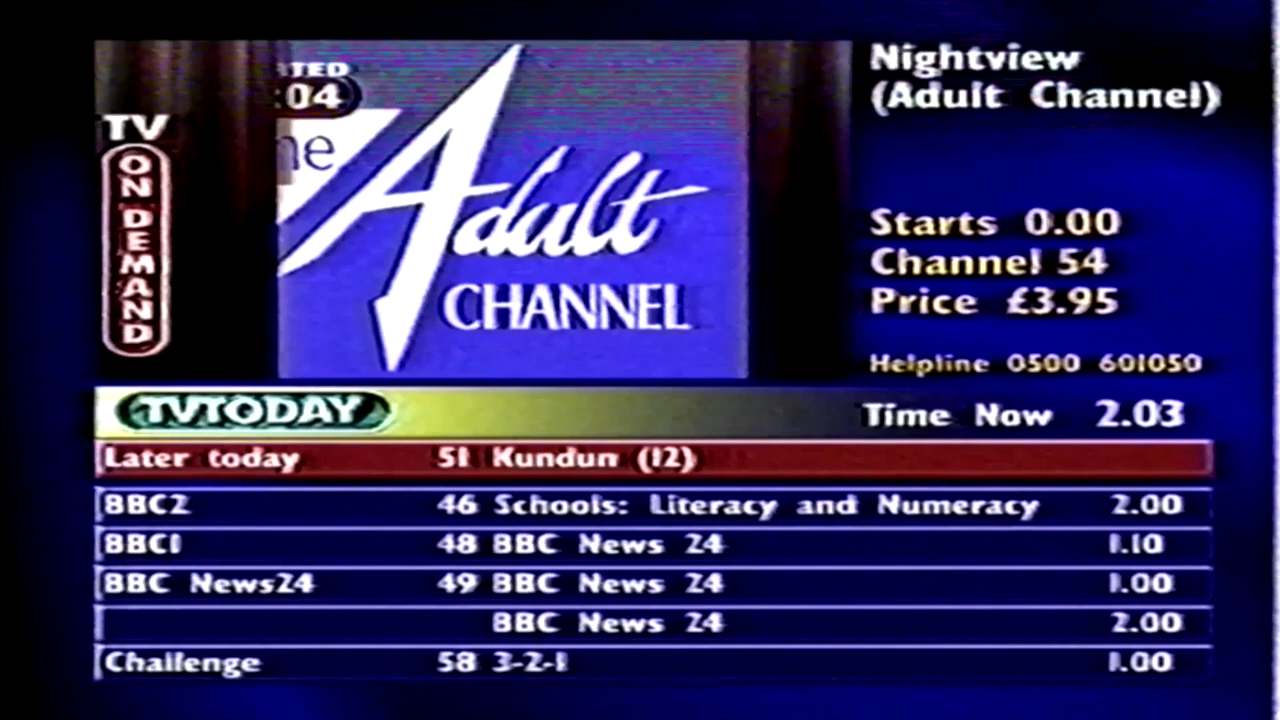 Nightview
(Adult Channel)
TED
:04
ne
TV
ON DEMAND
Adult
CHANNEL
Starts 0.00
Channel 54
Price £3.95
Helpline 0500 601050
TVTODAY
Time Now 2.03
Later today 51 Kundun (12)
BBC2 46 Schools: Literacy and Numeracy 2.00
BBC1 48 BBC News 24 1.10
BBC News24 49 BBC News 24 1.00
BBC News 24 2.00
Challenge 58 3-2-1 1.00